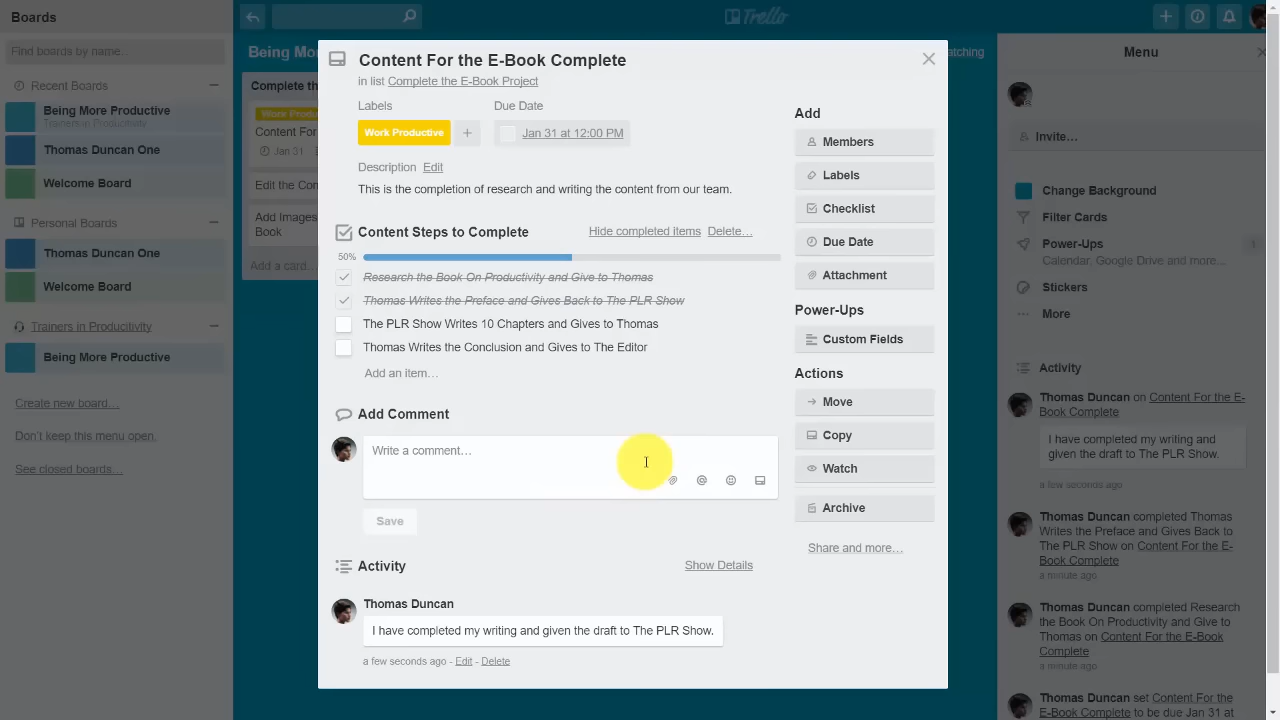 Boards
Trello
Find boards by name…
Recent Boards
Being More Productive
Trainers in Productivity
Thomas Duncan One
Welcome Board
Personal Boards
Thomas Duncan One
Welcome Board
Trainers in Productivity
Being More Productive
Create new board…
Don't keep this menu open.
See closed boards…
Being Mo
Complete th
Work Produc
Content For
Jan 31
Edit the Con
Add Images
Book
Add a card…
Content For the E-Book Complete
in list Complete the E-Book Project
Labels
Due Date
Work Productive
+
Jan 31 at 12:00 PM
Description Edit
This is the completion of research and writing the content from our team.
Content Steps to Complete
Hide completed items
Delete…
50%
Research the Book On Productivity and Give to Thomas
Thomas Writes the Preface and Gives Back to The PLR Show
The PLR Show Writes 10 Chapters and Gives to Thomas
Thomas Writes the Conclusion and Gives to The Editor
Add an item…
Add Comment
Write a comment…
Save
Activity
Show Details
Thomas Duncan
I have completed my writing and given the draft to The PLR Show.
a few seconds ago - Edit - Delete
Add
Members
Labels
Checklist
Due Date
Attachment
Power-Ups
Custom Fields
Actions
Move
Copy
Watch
Archive
Share and more…
atching
Menu
Invite…
Change Background
Filter Cards
Power-Ups
1
Calendar, Google Drive and more…
Stickers
More
Activity
Thomas Duncan on Content For the E-
Book Complete
I have completed my writing and
given the draft to The PLR Show.
a few seconds ago
Thomas Duncan completed Thomas
Writes the Preface and Gives Back to
The PLR Show on Content For the E-
Book Complete
a minute ago
Thomas Duncan completed Research
the Book On Productivity and Give to
Thomas on Content For the E-Book
Complete
a minute ago
Thomas Duncan set Content For the
E-Book Complete to be due Jan 31 at